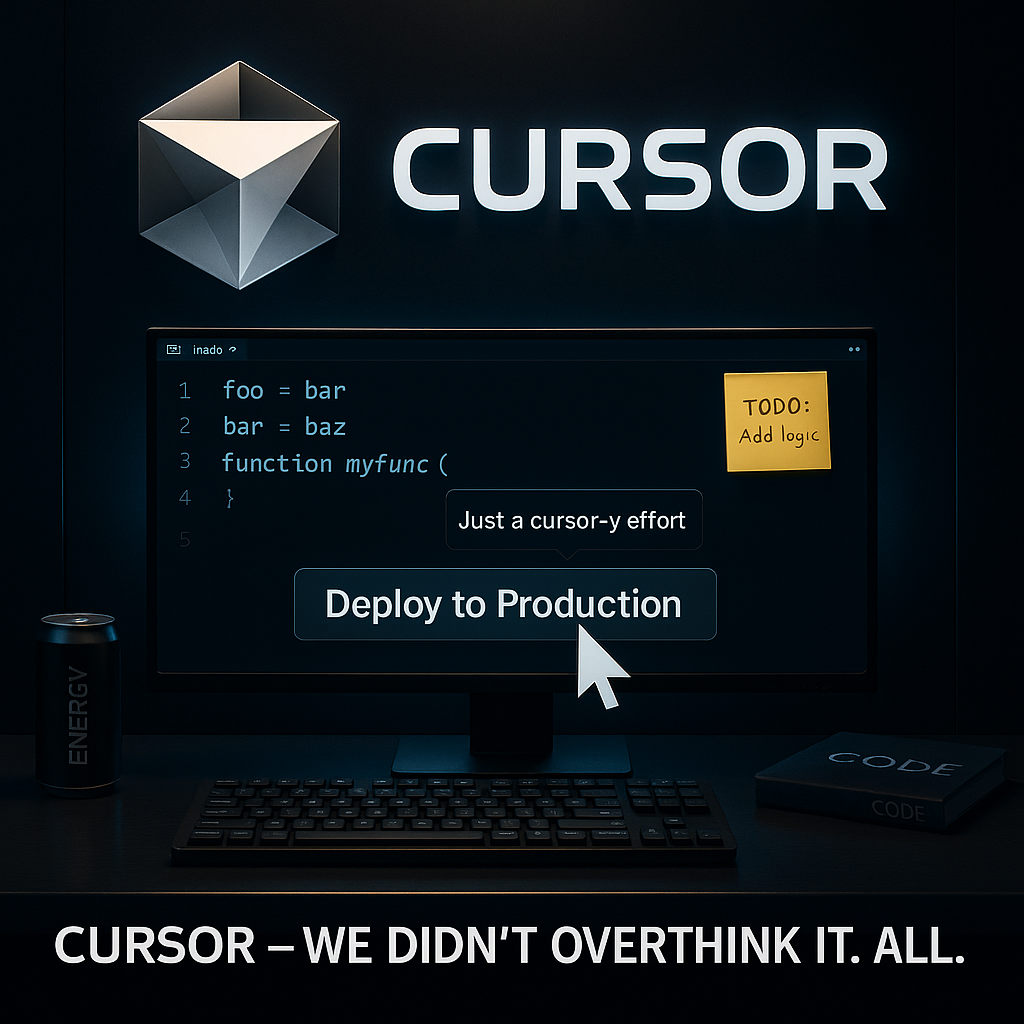 CURSOR
inado
1 foo = bar
2 bar = baz
3 function myfunc (
4 }
5
TODO:
Add logic
Just a cursor-y effort
Deploy to Production
ENERGV
CODE
CODE
CURSOR – WE DIDN'T OVERTHINK IT. ALL.